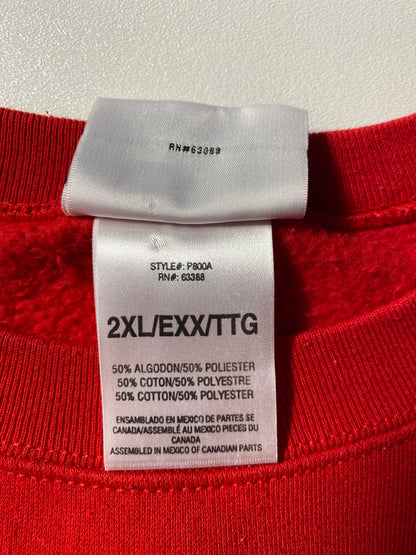 RN#63388
STYLE#: P800A
RN#: 63388
2XL/EXX/TTG
50% ALGODON/50% POLIESTER
50% COTON/50% POLYESTRE
50% COTTON/50% POLYESTER
ENSAMBLADO EN MEXICO DE PARTES SE
CANADA/ASSEMBLÉ AU MEXICO PIECES DU
CANADA
ASSEMBLED IN MEXICO OF CANADIAN PARTS